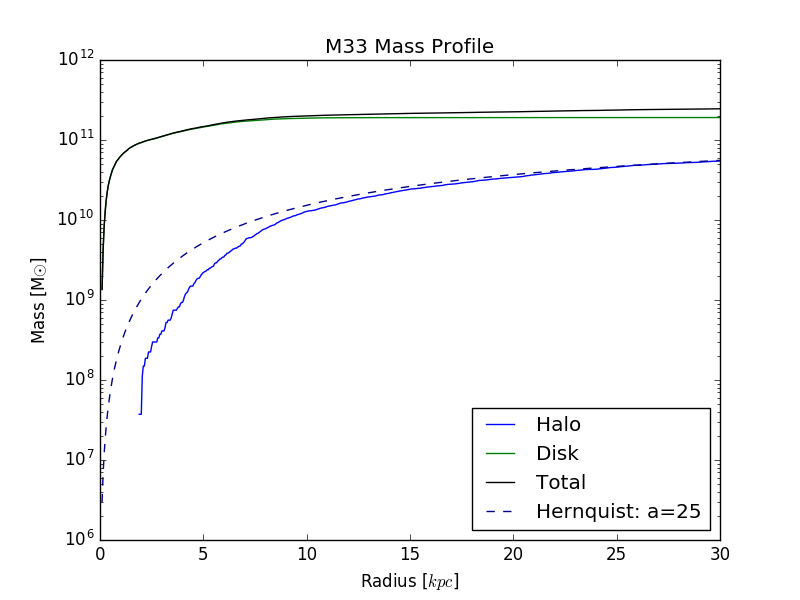 M33 Mass Profile
10^12
10^11
10^10
10^9
10^8
10^7
10^6
Mass [M☉]
Halo
Disk
Total
Hernquist: a=25
0 5 10 15 20 25 30
Radius [kpc]